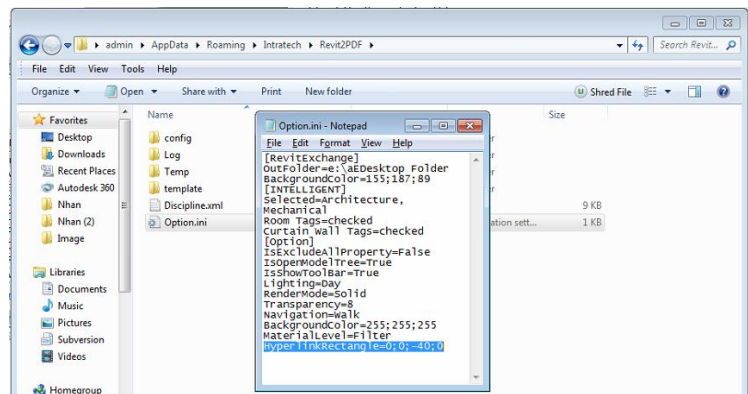 admin ▸ AppData ▸ Roaming ▸ Intratech ▸ Revit2PDF ▸
Search Revit...
File Edit View Tools Help
Organize Open Share with Print New folder
Shred File
Favorites
Desktop
Downloads
Recent Places
Autodesk 360
Nhan
Nhan (2)
Image
Libraries
Documents
Music
Pictures
Subversion
Videos
Homegroup
Name
Size
config
Log
Temp
template
Discipline.xml
9 KB
Option.ini
ation sett...
1 KB
Option.ini - Notepad
File Edit Format View Help
[RevitExchange]
OutFolder=e:\aEDesktop Folder
BackgroundColor=155;187;89
[INTELLIGENT]
Selected=Architecture,
Mechanical
Room Tags=checked
Curtain Wall Tags=checked
[Option]
IsExcludeAllProperty=False
IsOpenModelTree=True
IsShowToolBar=True
Lighting=Day
RenderMode=Solid
Transparency=8
Navigation=Walk
BackgroundColor=255;255;255
MaterialLevel=Filter
HyperlinkRectangle=0;0;-40;0